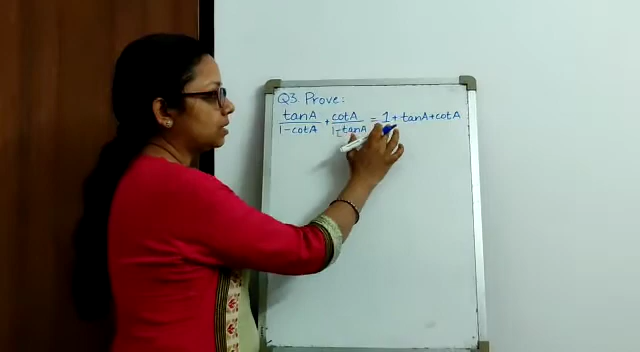 Q3. Prove:
tanA/1-cotA + cotA/1-tanA = 1 + tanA + cotA